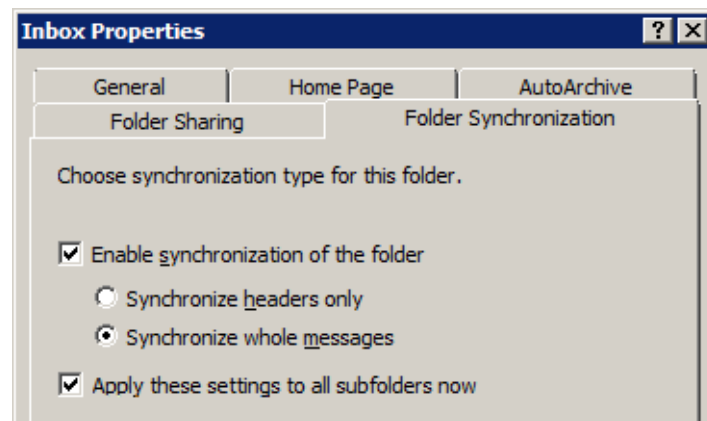 Inbox Properties
General Home Page AutoArchive
Folder Sharing Folder Synchronization
Choose synchronization type for this folder.
Enable synchronization of the folder
Synchronize headers only
Synchronize whole messages
Apply these settings to all subfolders now